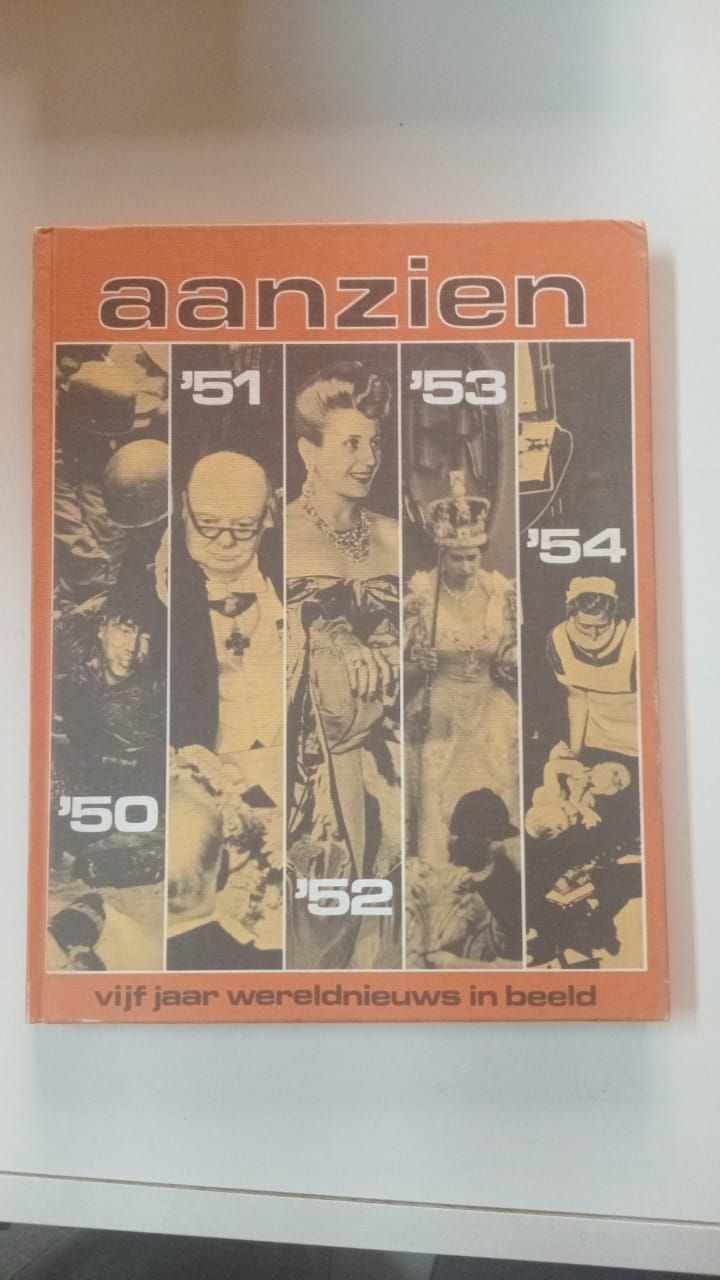 aanzien
'51
'53
'54
'50
'52
vijf jaar wereldnieuws in beeld